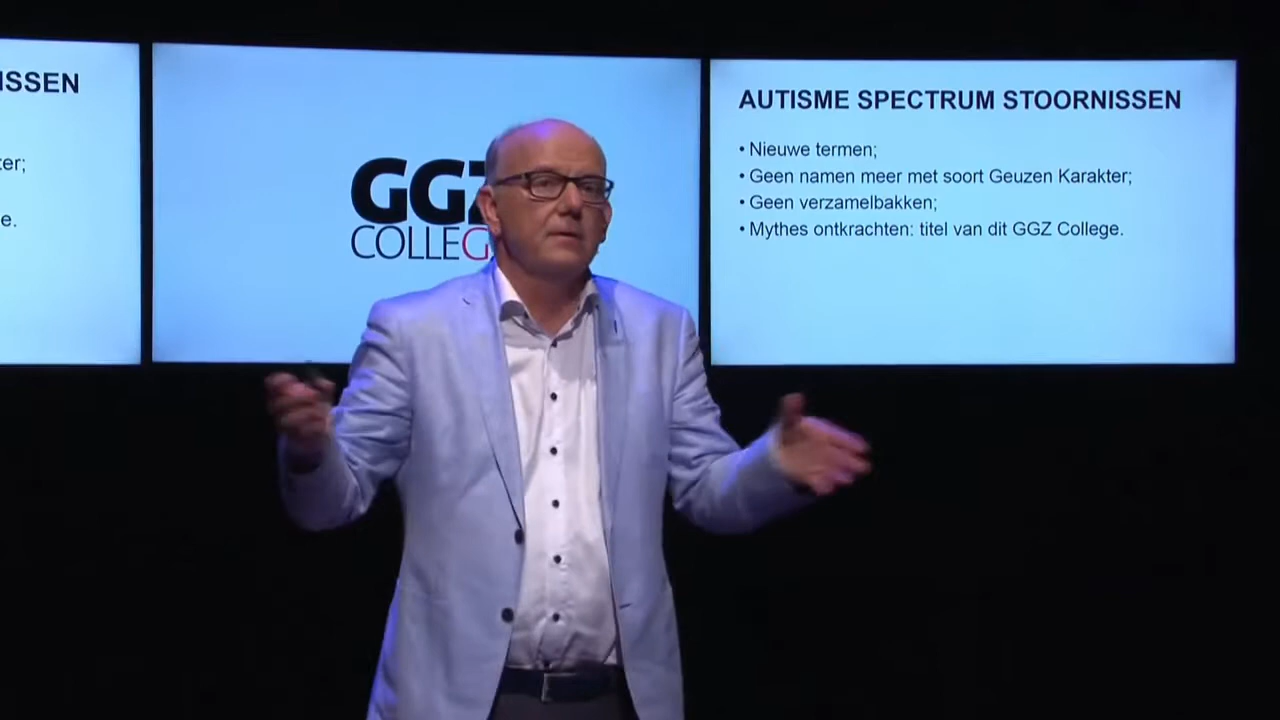 ISSEN
ter;
e.
GGZ
COLLEG
AUTISME SPECTRUM STOORNISSEN
• Nieuwe termen;
• Geen namen meer met soort Geuzen Karakter;
• Geen verzamelbakken;
• Mythes ontkrachten: titel van dit GGZ College.